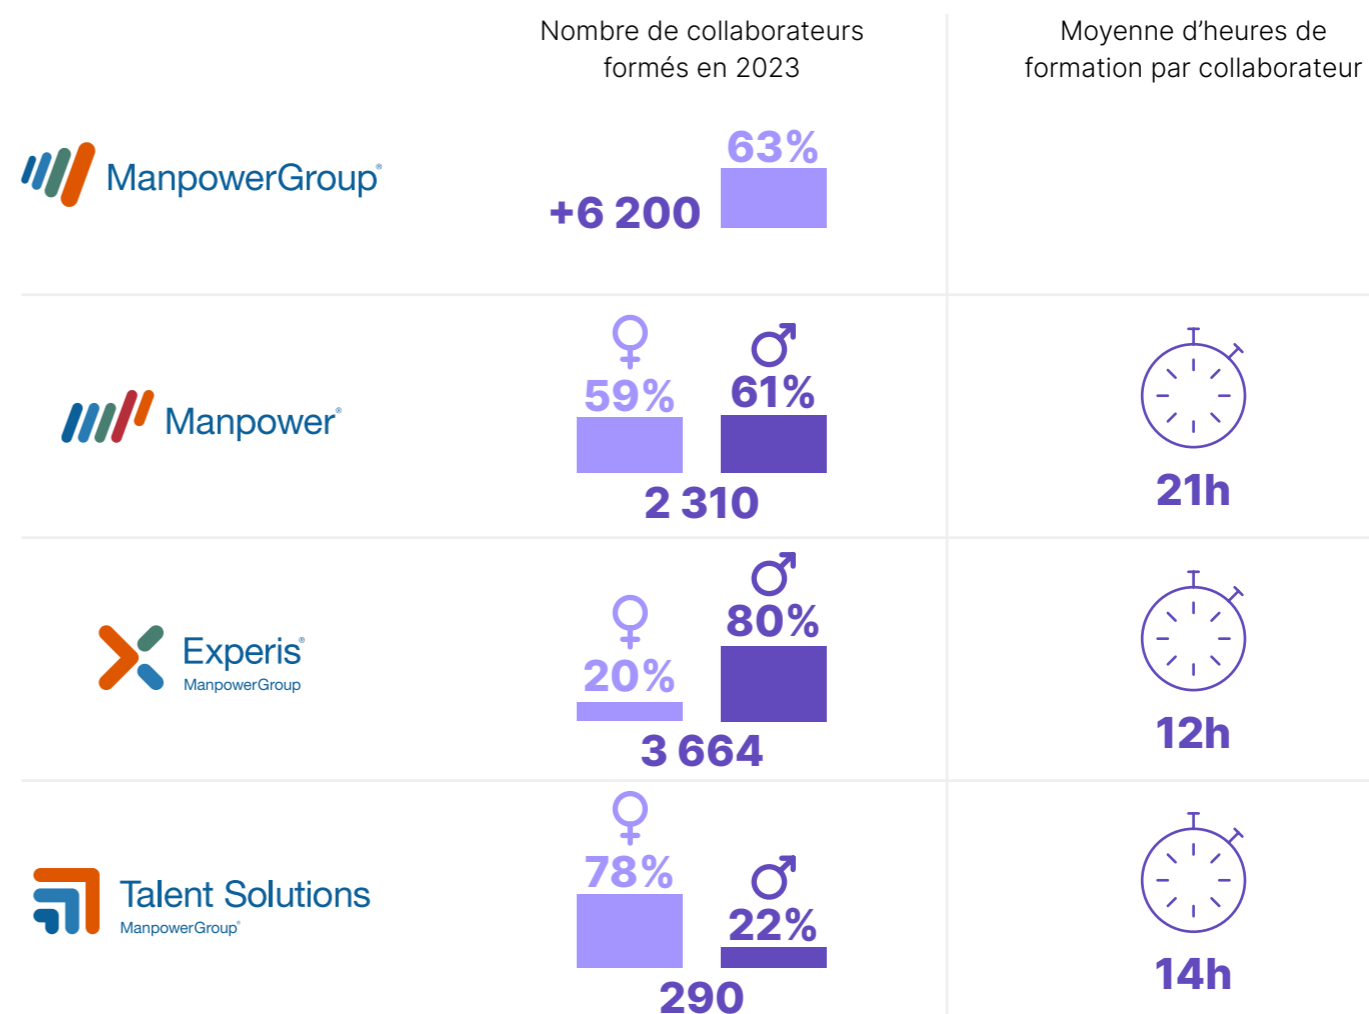 Nombre de collaborateurs
formés en 2023
Moyenne d’heures de
formation par collaborateur
ManpowerGroup®
+6 200
63%
Manpower®
59%
61%
2 310
21h
Experis®
ManpowerGroup
20%
80%
3 664
12h
Talent Solutions
ManpowerGroup®
78%
22%
290
14h